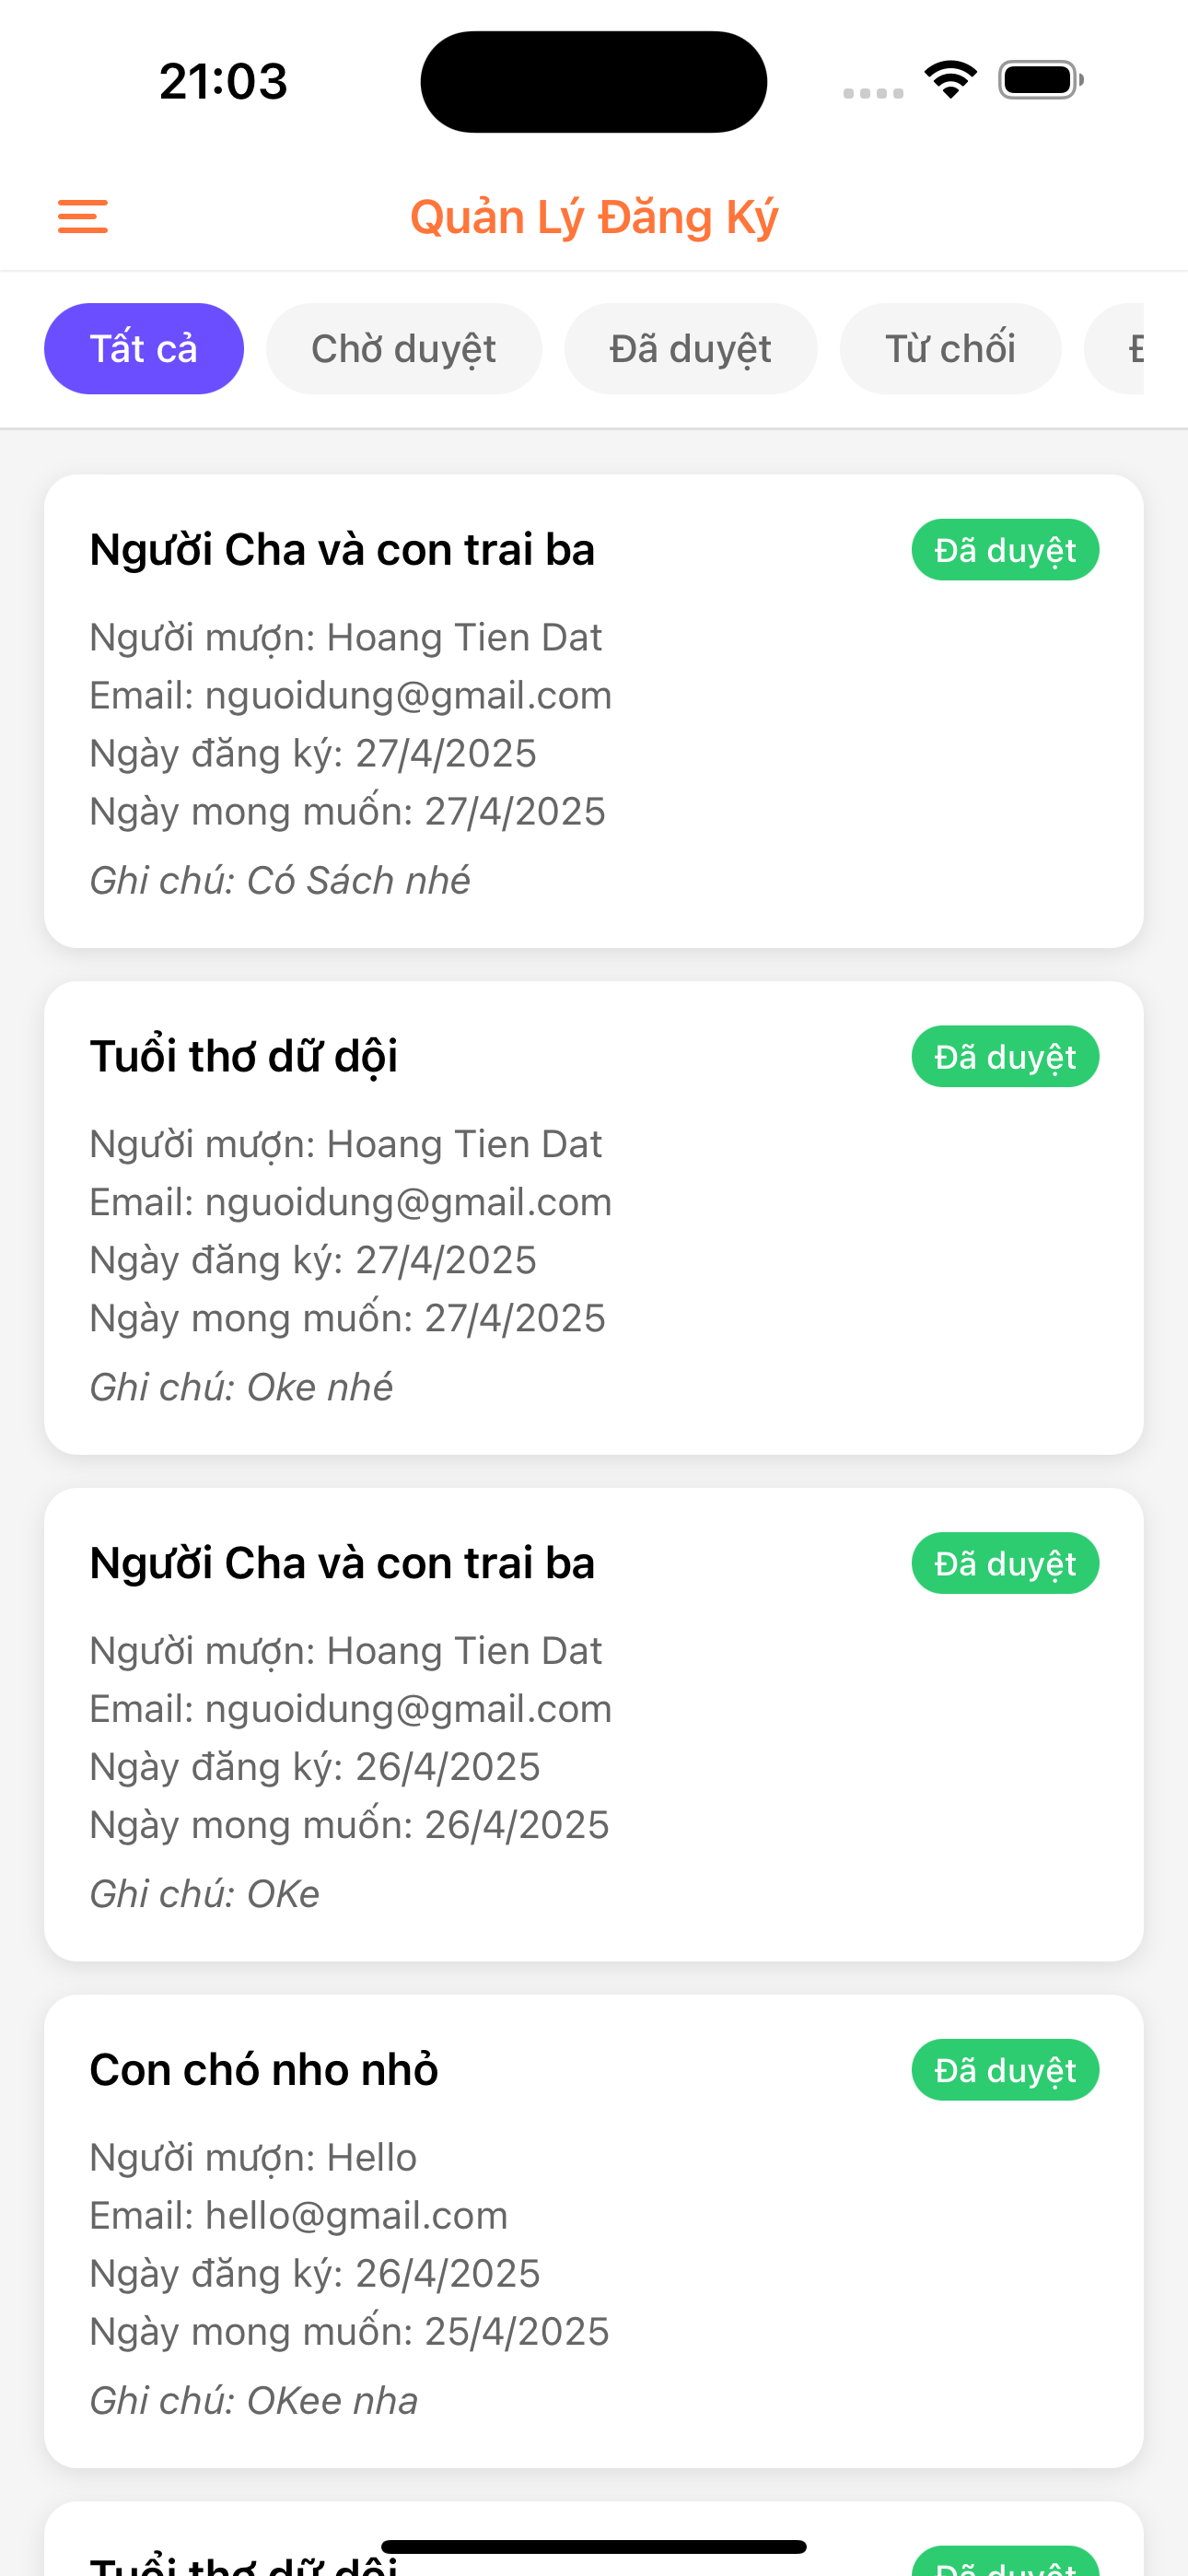 21:03
Quản Lý Đăng Ký
Tất cả
Chờ duyệt
Đã duyệt
Từ chối
Người Cha và con trai ba
Đã duyệt
Người mượn: Hoang Tien Dat
Email: nguoidung@gmail.com
Ngày đăng ký: 27/4/2025
Ngày mong muốn: 27/4/2025
Ghi chú: Có Sách nhé
Tuổi thơ dữ dội
Đã duyệt
Người mượn: Hoang Tien Dat
Email: nguoidung@gmail.com
Ngày đăng ký: 27/4/2025
Ngày mong muốn: 27/4/2025
Ghi chú: Oke nhé
Người Cha và con trai ba
Đã duyệt
Người mượn: Hoang Tien Dat
Email: nguoidung@gmail.com
Ngày đăng ký: 26/4/2025
Ngày mong muốn: 26/4/2025
Ghi chú: OKe
Con chó nho nhỏ
Đã duyệt
Người mượn: Hello
Email: hello@gmail.com
Ngày đăng ký: 26/4/2025
Ngày mong muốn: 25/4/2025
Ghi chú: OKee nha
Tuổi thơ dữ dội
Đã duyệt